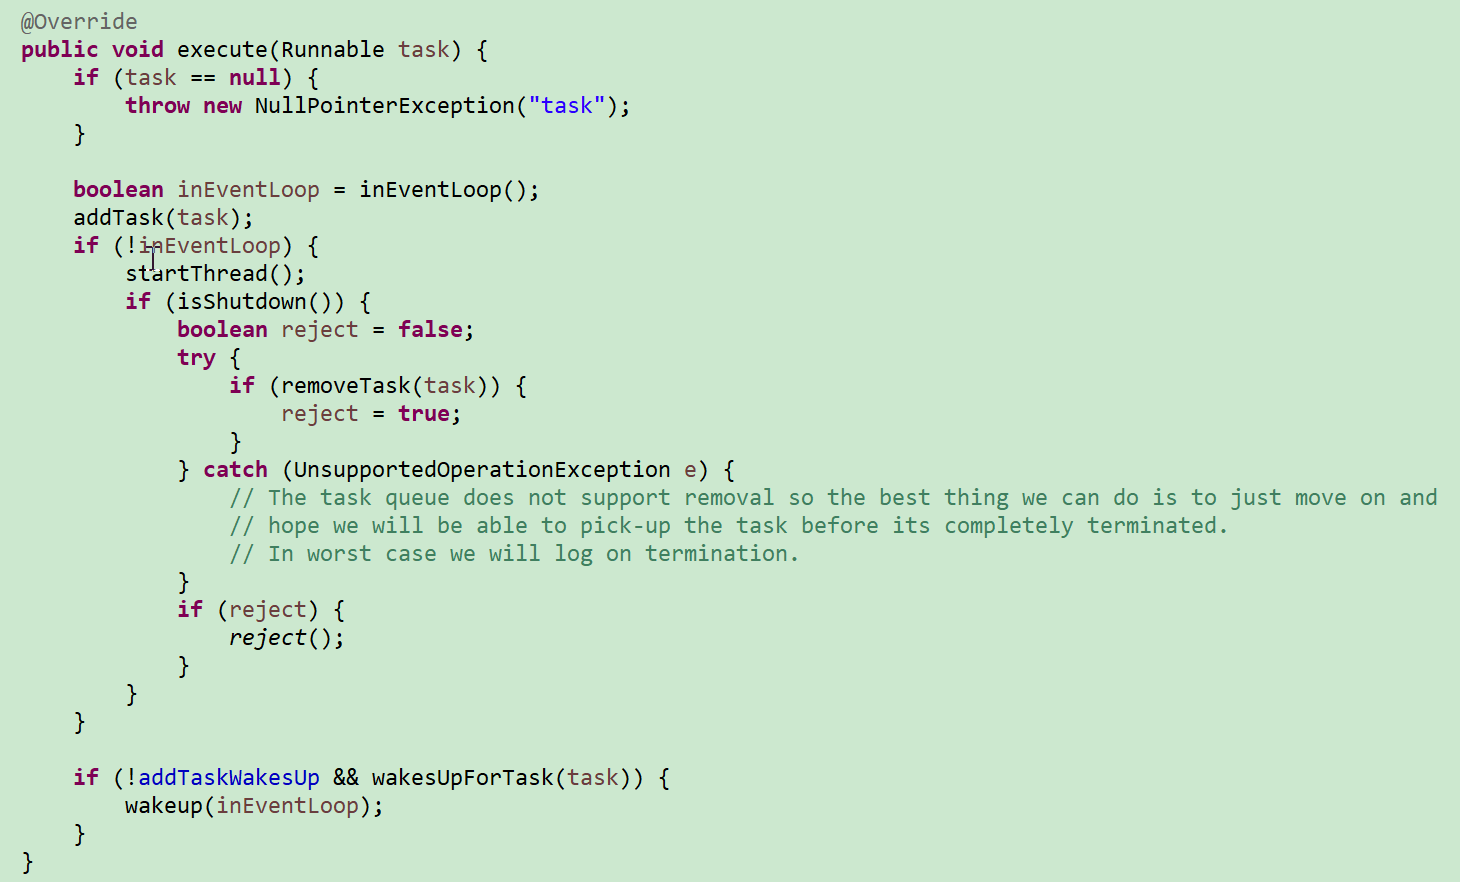 @Override
public void execute(Runnable task) {
    if (task == null) {
        throw new NullPointerException("task");
    }

    boolean inEventLoop = inEventLoop();
    addTask(task);
    if (!inEventLoop) {
        startThread();
        if (isShutdown()) {
            boolean reject = false;
            try {
                if (removeTask(task)) {
                    reject = true;
                }
            } catch (UnsupportedOperationException e) {
                // The task queue does not support removal so the best thing we can do is to just move on and
                // hope we will be able to pick-up the task before its completely terminated.
                // In worst case we will log on termination.
            }
            if (reject) {
                reject();
            }
        }
    }

    if (!addTaskWakesUp && wakesUpForTask(task)) {
        wakeup(inEventLoop);
    }
}